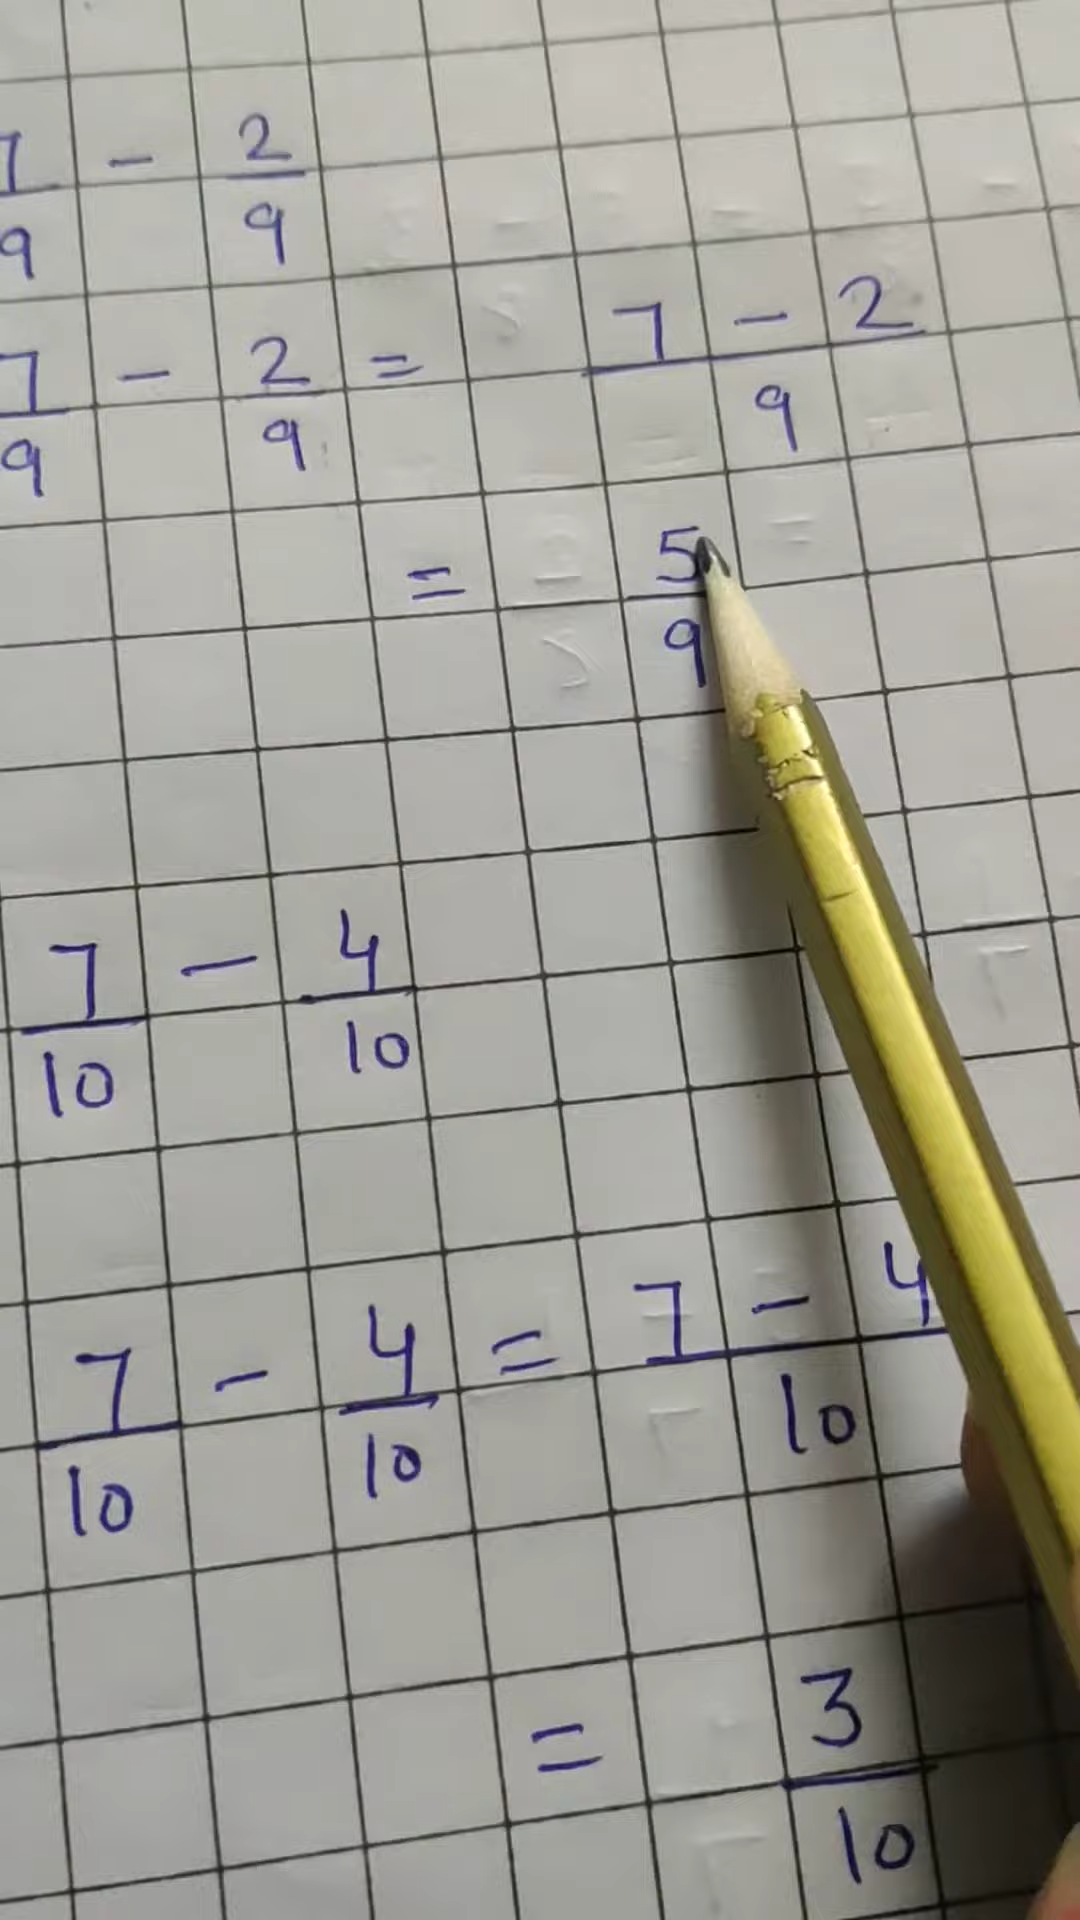 7/9 - 2/9
7/9 - 2/9 = 7 - 2/9
= 5/9
7/10 - 4/10
7/10 - 4/10 = 7 - 4/10
= 3/10